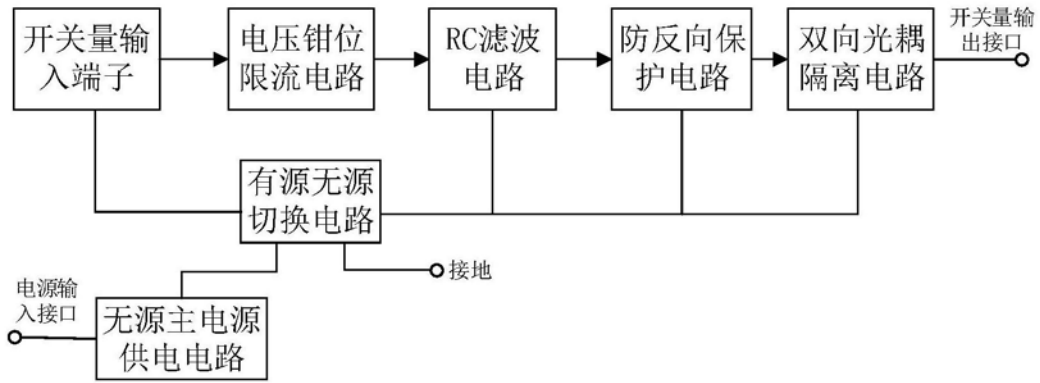 开关量输
入端子
电压钳位
限流电路
RC滤波
电路
防反向保
护电路
双向光耦
隔离电路
开关量输
出接口
有源无源
切换电路
接地
电源输
入接口
无源主电源
供电电路